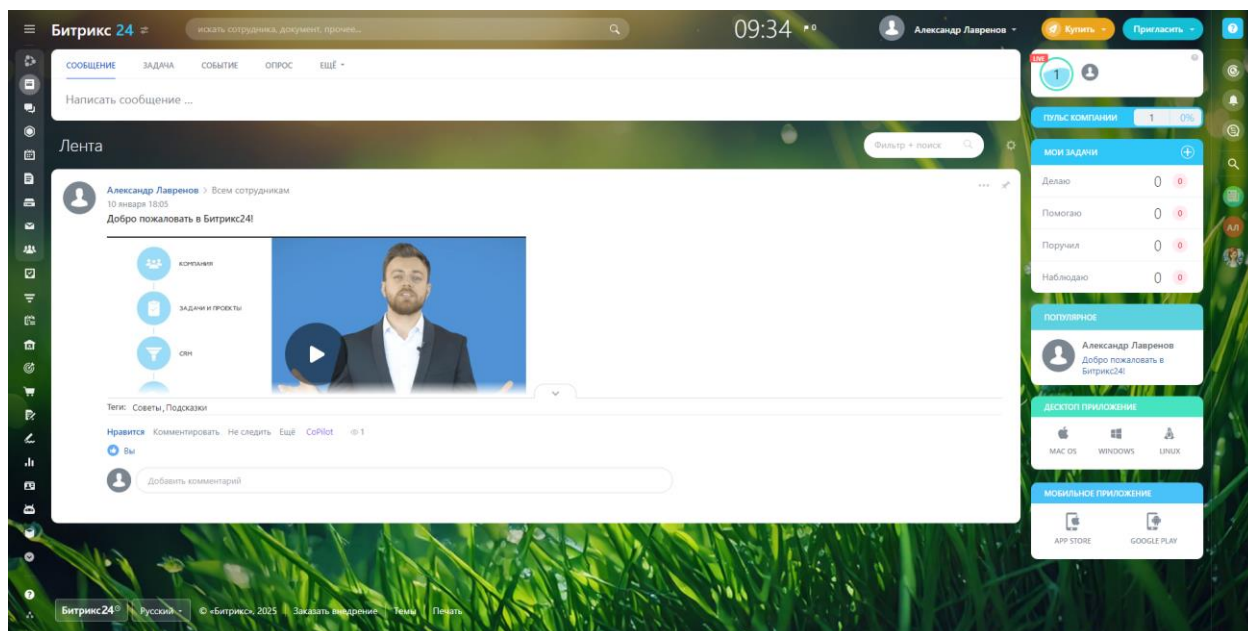 Битрикс 24
искать сотрудника, документ, прочее...
09:34
0
Александр Лавренов
Купить
Пригласить
СООБЩЕНИЕ ЗАДАЧА СОБЫТИЕ ОПРОС ЕЩЁ
Написать сообщение ...
Лента
Фильтр + поиск
Александр Лавренов > Всем сотрудникам
10 января 18:05
Добро пожаловать в Битрикс24!
КОМПАНИЯ
ЗАДАЧИ И ПРОЕКТЫ
CRM
Теги: Советы, Подсказки
Нравится Комментировать Не следить Ещё CoPilot 1
Вы
Добавить комментарий
LIVE
1
ПУЛЬС КОМПАНИИ 1 0%
МОИ ЗАДАЧИ
Делаю 0 0
Помогаю 0 0
Поручил 0 0
Наблюдаю 0 0
ПОПУЛЯРНОЕ
Александр Лавренов
Добро пожаловать в
Битрикс24!
ДЕСКТОП ПРИЛОЖЕНИЕ
MAC OS WINDOWS LINUX
МОБИЛЬНОЕ ПРИЛОЖЕНИЕ
APP STORE GOOGLE PLAY
АЛ
Битрикс24 Русский © «Битрикс», 2025 Заказать внедрение Темы Печать